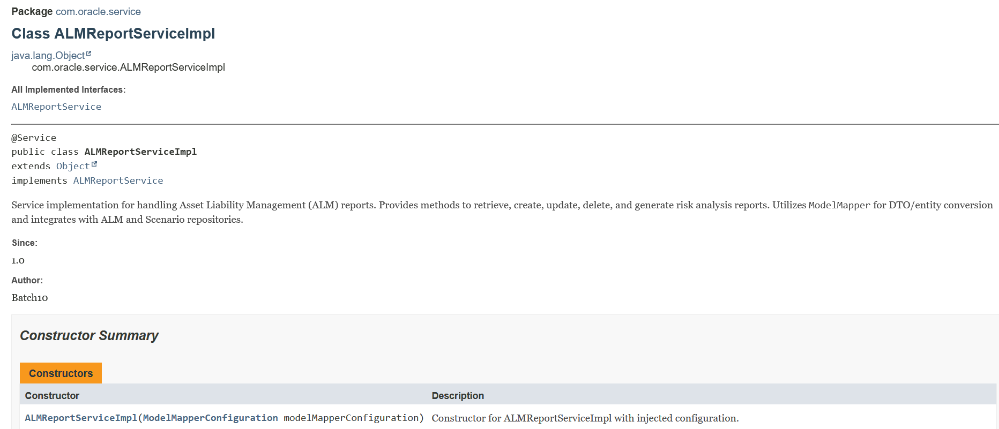 Package com.oracle.service
Class ALMReportServiceImpl
java.lang.Object
com.oracle.service.ALMReportServiceImpl
All Implemented Interfaces:
ALMReportService
@Service
public class ALMReportServiceImpl
extends Object
implements ALMReportService
Service implementation for handling Asset Liability Management (ALM) reports. Provides methods to retrieve, create, update, delete, and generate risk analysis reports. Utilizes ModelMapper for DTO/entity conversion
and integrates with ALM and Scenario repositories.
Since:
1.0
Author:
Batch10
Constructor Summary
Constructors
Constructor Description
ALMReportServiceImpl(ModelMapperConfiguration modelMapperConfiguration) Constructor for ALMReportServiceImpl with injected configuration.